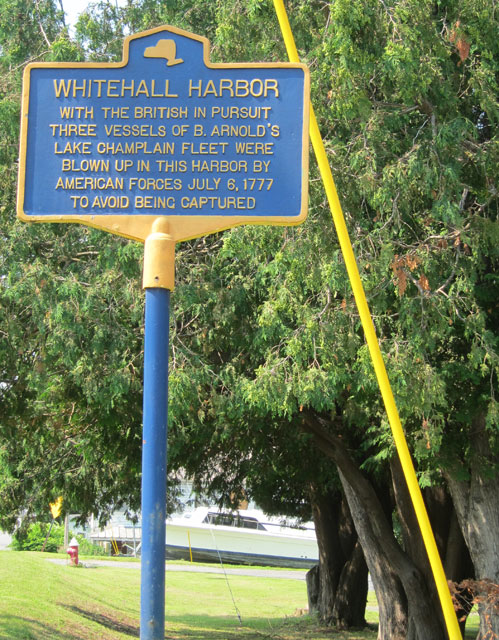 WHITEHALL HARBOR
WITH THE BRITISH IN PURSUIT
THREE VESSELS OF B. ARNOLD'S
LAKE CHAMPLAIN FLEET WERE
BLOWN UP IN THIS HARBOR BY
AMERICAN FORCES JULY 6, 1777
TO AVOID BEING CAPTURED